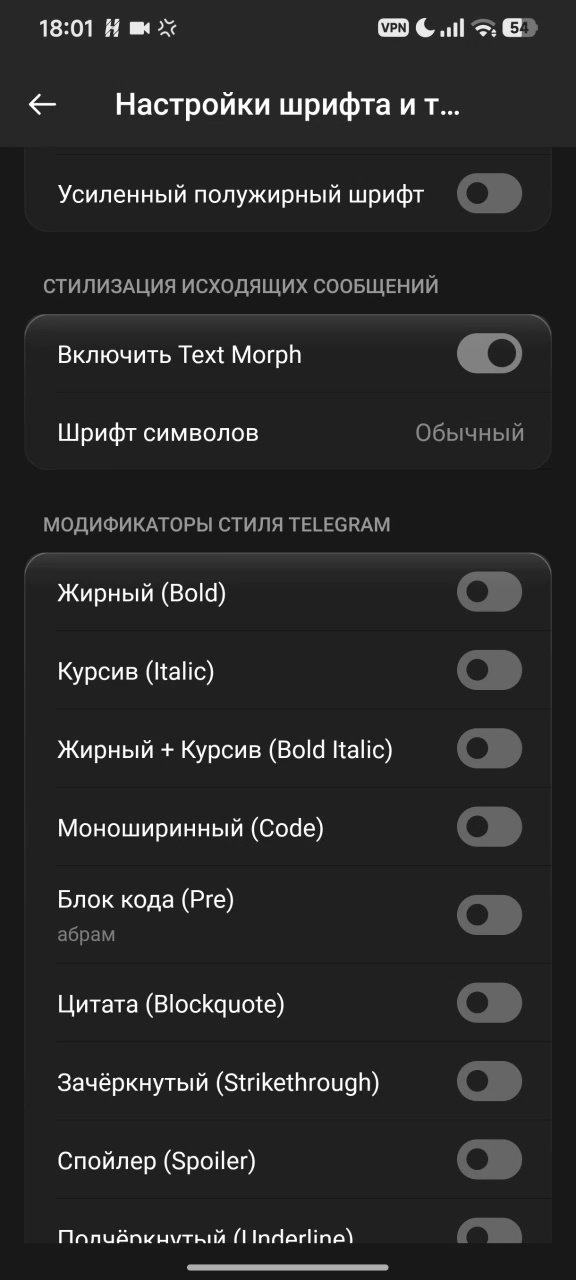 18:01 VPN 54
Настройки шрифта и т...
Усиленный полужирный шрифт
СТИЛИЗАЦИЯ ИСХОДЯЩИХ СООБЩЕНИЙ
Включить Text Morph
Шрифт символов Обычный
МОДИФИКАТОРЫ СТИЛЯ TELEGRAM
Жирный (Bold)
Курсив (Italic)
Жирный + Курсив (Bold Italic)
Моноширинный (Code)
Блок кода (Pre)
абрам
Цитата (Blockquote)
Зачёркнутый (Strikethrough)
Спойлер (Spoiler)
Подчёркнутый (Underline)